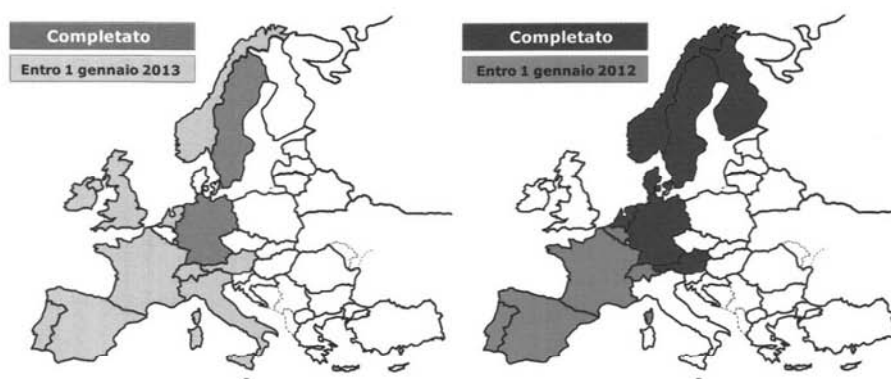 Completato
Entro 1 gennaio 2013
Completato
Entro 1 gennaio 2012